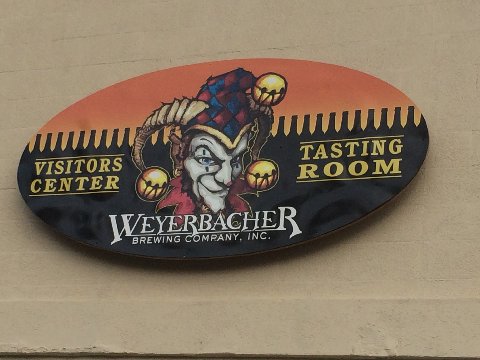 VISITORS
CENTER
TASTING
ROOM
WEYERBACHER
BREWING COMPANY, INC.